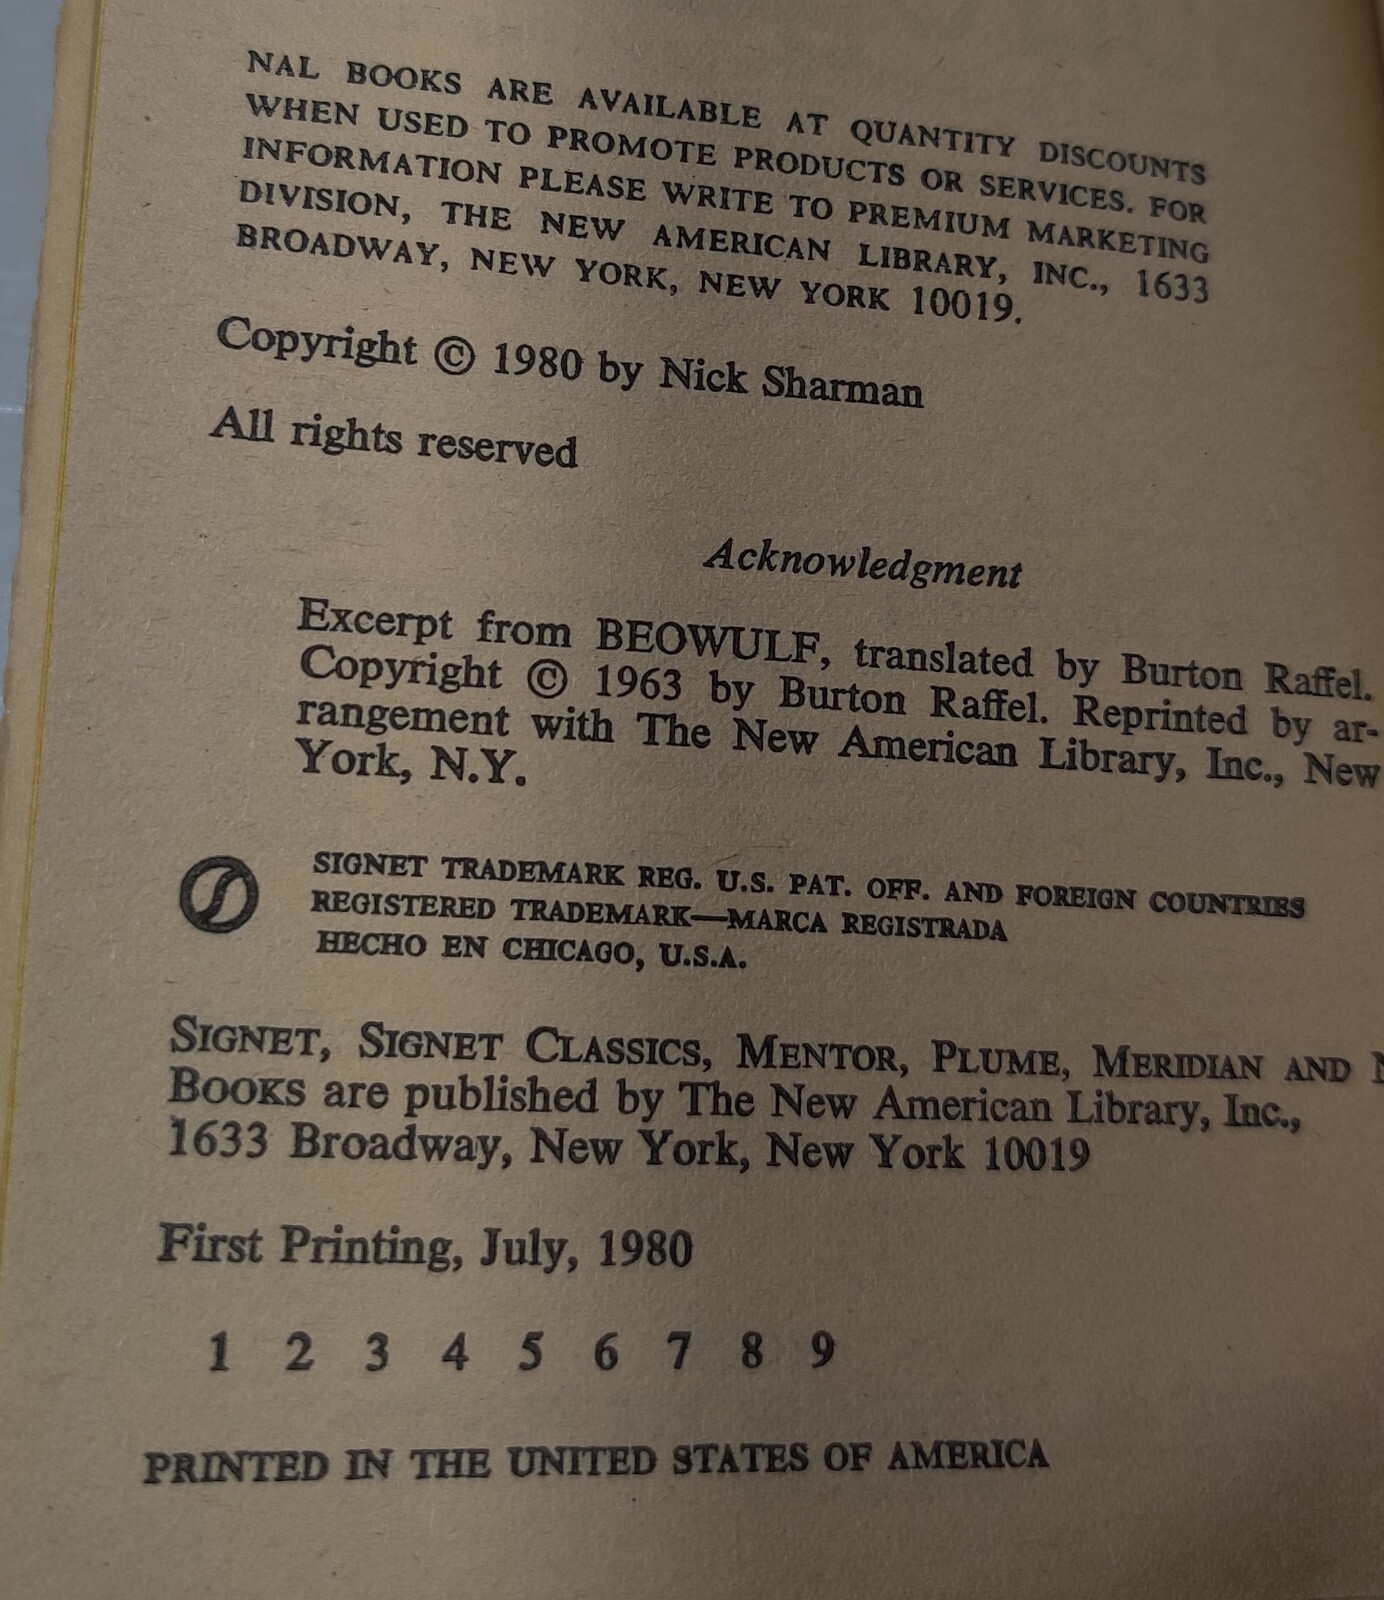 NAL BOOKS ARE AVAILABLE AT QUANTITY DISCOUNTS
WHEN USED TO PROMOTE PRODUCTS OR SERVICES. FOR
INFORMATION PLEASE WRITE TO PREMIUM MARKETING
DIVISION, THE NEW AMERICAN LIBRARY, INC., 1633
BROADWAY, NEW YORK, NEW YORK 10019.
Copyright © 1980 by Nick Sharman
All rights reserved
Acknowledgment
Excerpt from BEOWULF, translated by Burton Raffel.
Copyright © 1963 by Burton Raffel. Reprinted by ar-
rangement with The New American Library, Inc., New
York, N.Y.
SIGNET TRADEMARK REG. U.S. PAT. OFF. AND FOREIGN COUNTRIES
REGISTERED TRADEMARK—MARCA REGISTRADA
HECHO EN CHICAGO, U.S.A.
SIGNET, SIGNET CLASSICS, MENTOR, PLUME, MERIDIAN AND
BOOKS are published by The New American Library, Inc.,
1633 Broadway, New York, New York 10019
First Printing, July, 1980
1 2 3 4 5 6 7 8 9
PRINTED IN THE UNITED STATES OF AMERICA